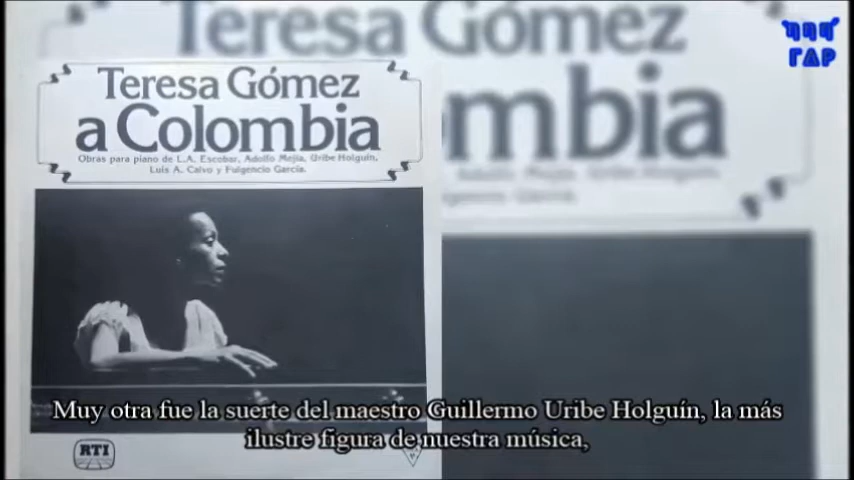 Teresa Gómez
Teresa Gómez
a Colombia
Obras para piano de L.A. Escobar, Adolfo Mejía, Uribe Holguín,
Luis A. Calvo y Fulgencio García.
RTI
ГДР
Muy otra fue la suerte del maestro Guillermo Uribe Holguín, la más
ilustre figura de nuestra música,